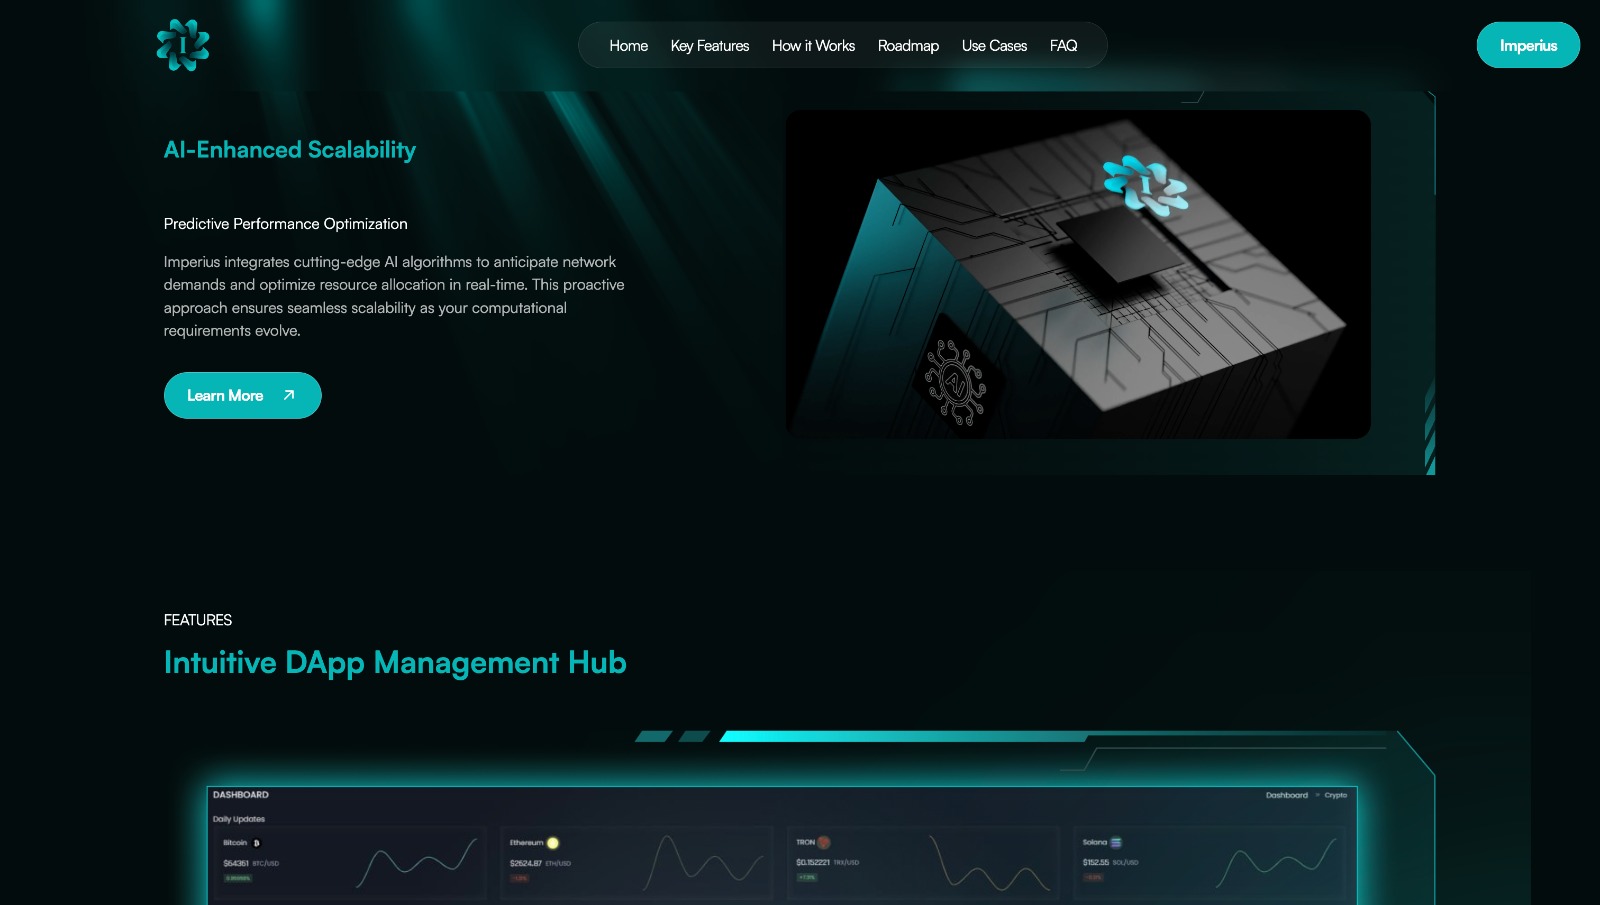 I
Home
Key Features
How it Works
Roadmap
Use Cases
FAQ
Imperius
AI-Enhanced Scalability
Predictive Performance Optimization
Imperius integrates cutting-edge AI algorithms to anticipate network
demands and optimize resource allocation in real-time. This proactive
approach ensures seamless scalability as your computational
requirements evolve.
Learn More
I
AI
FEATURES
Intuitive DApp Management Hub
DASHBOARD
Dashboard
Crypto
Daily Updates
Bitcoin
$64351 BTC/USD
Ethereum
$2624.87 ETH/USD
TRON
$0.152221 TRX/USD
Solana
$152.55 SOL/USD